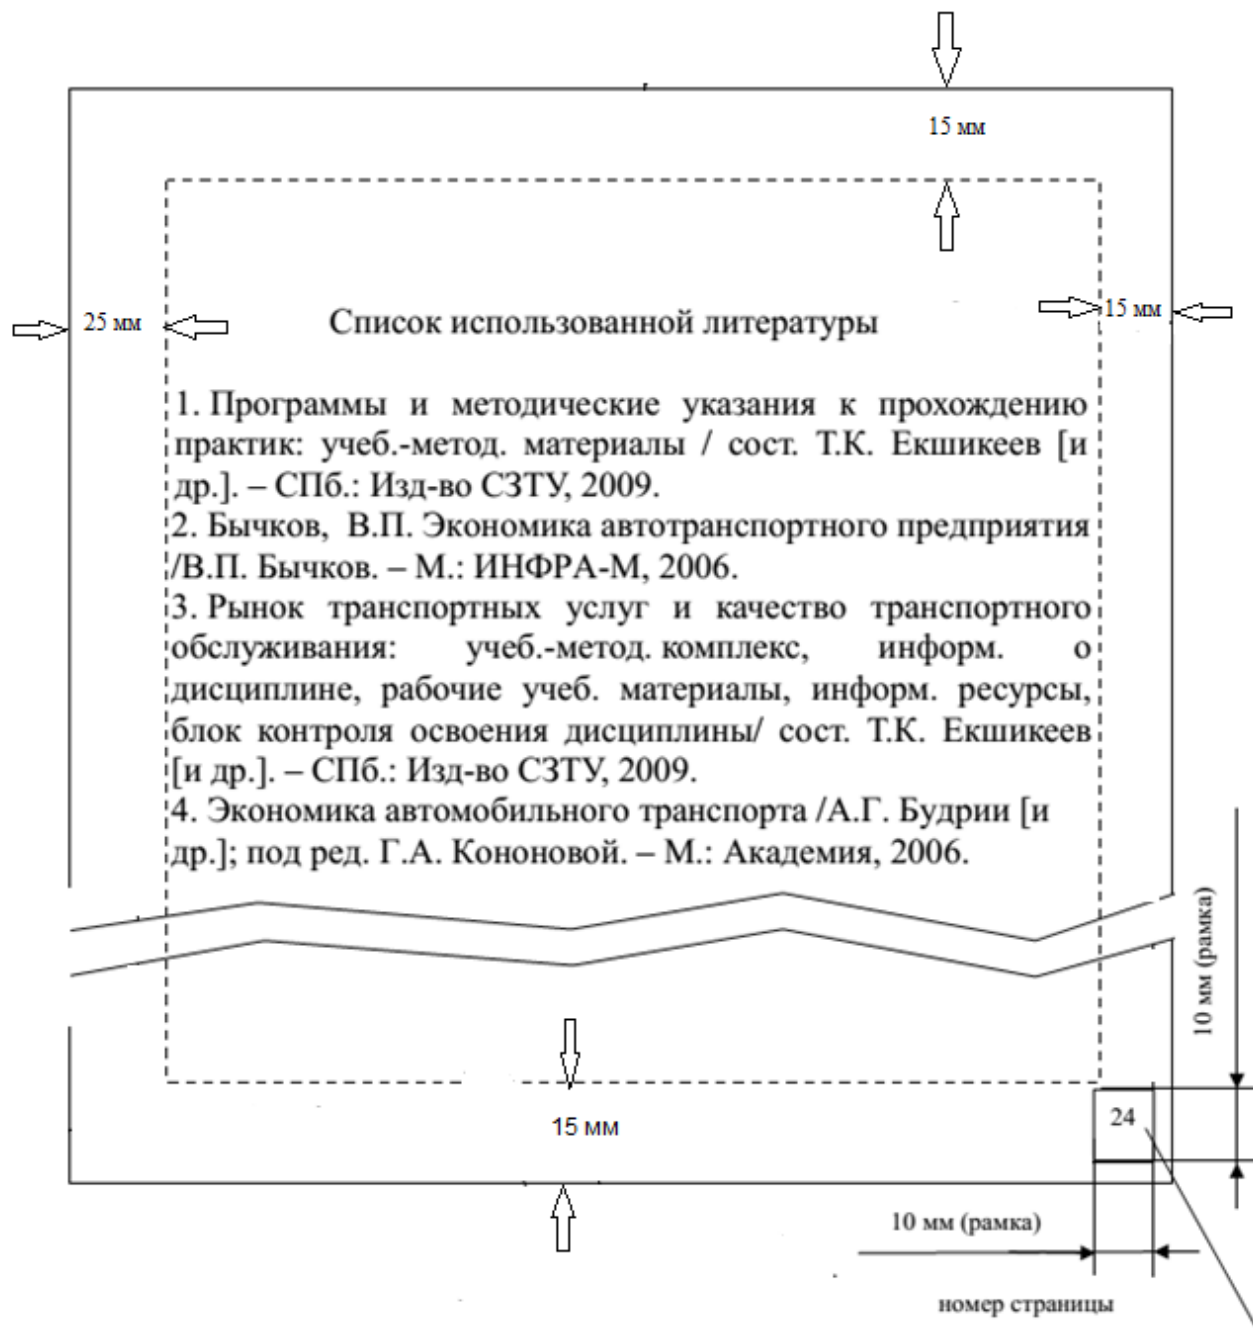 15 мм
25 мм
15 мм
Список использованной литературы
1. Программы и методические указания к прохождению
практик: учеб.-метод. материалы / сост. Т.К. Екшикеев [и
др.]. – СПб.: Изд-во СЗТУ, 2009.
2. Бычков, В.П. Экономика автотранспортного предприятия
/В.П. Бычков. – М.: ИНФРА-М, 2006.
3. Рынок транспортных услуг и качество транспортного
обслуживания: учеб.-метод. комплекс, информ. о
дисциплине, рабочие учеб. материалы, информ. ресурсы,
блок контроля освоения дисциплины/ сост. Т.К. Екшикеев
[и др.]. – СПб.: Изд-во СЗТУ, 2009.
4. Экономика автомобильного транспорта /А.Г. Будрии [и
др.]; под ред. Г.А. Кононовой. – М.: Академия, 2006.
10 мм (рамка)
15 мм
24
10 мм (рамка)
номер страницы